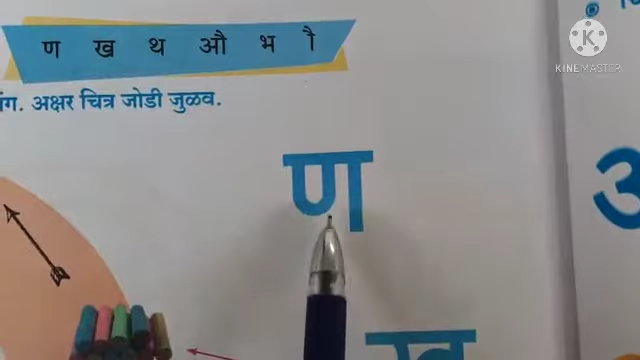 ण ख थ औ भ ौ
अक्षर चित्र जोडी जुळव.
ण
ख
K
KINEMASTER